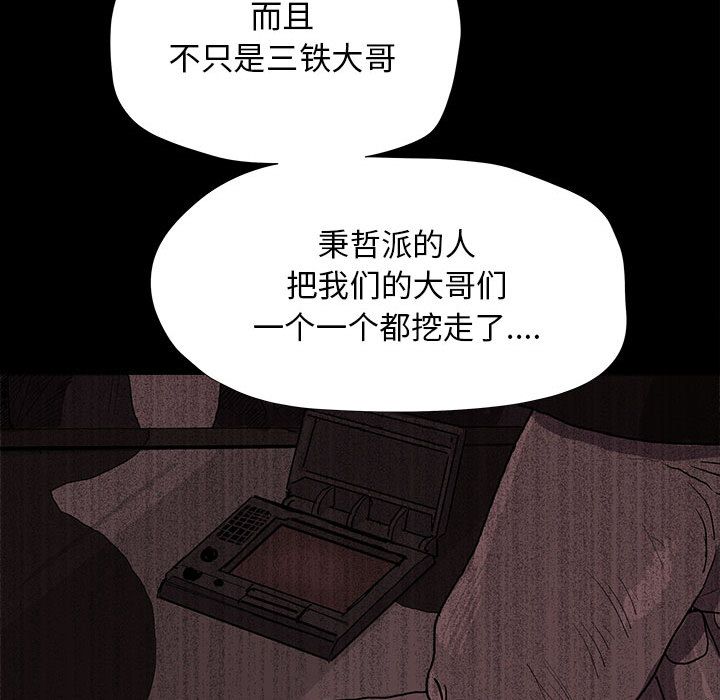 而且
不只是三铁大哥
秉哲派的人
把我们的大哥们
一个一个都挖走了....